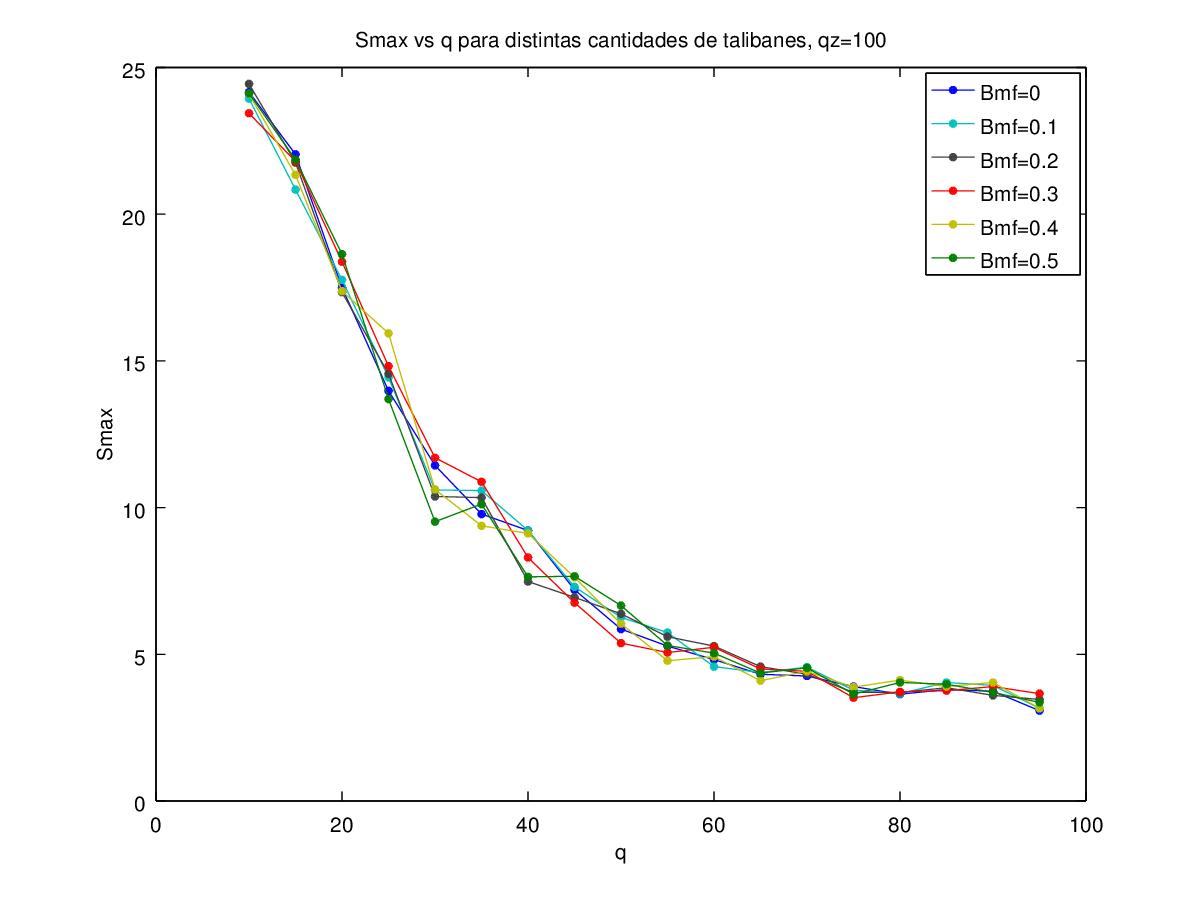 Smax vs q para distintas cantidades de talibanes, qz=100
25
20
15
10
5
0
Smax
0 20 40 60 80 100
q
Bmf=0
Bmf=0.1
Bmf=0.2
Bmf=0.3
Bmf=0.4
Bmf=0.5